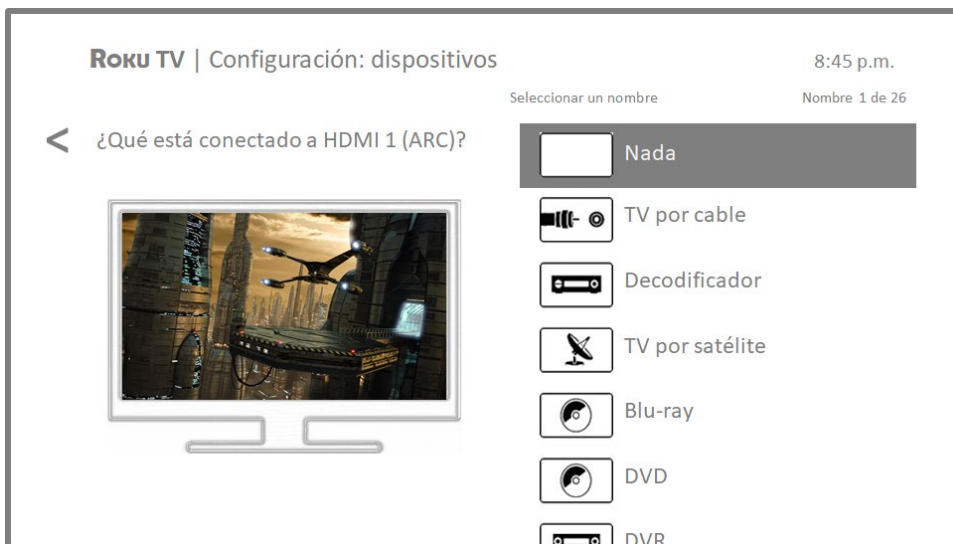 Roku TV | Configuración: dispositivos
8:45 p.m.
Seleccionar un nombre
Nombre 1 de 26
< ¿Qué está conectado a HDMI 1 (ARC)?
Nada
TV por cable
Decodificador
TV por satélite
Blu-ray
DVD
DVR